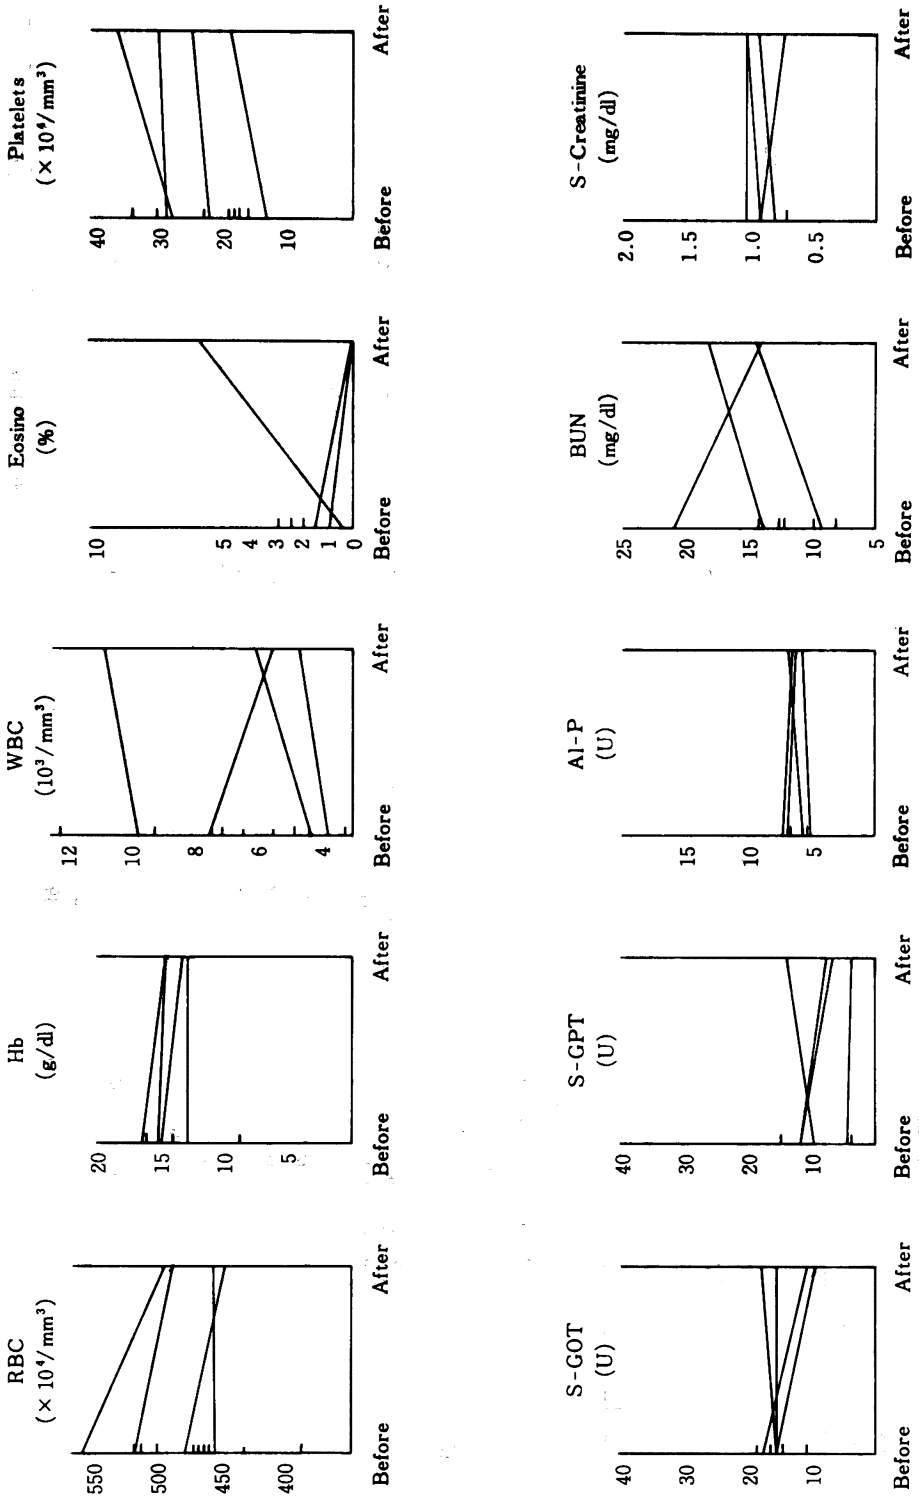 RBC
(×10⁴/mm³)
550
500
450
400
Before After
Hb
(g/dl)
20
15
10
5
Before After
WBC
(10³/mm³)
12
10
8
6
4
Before After
Eosino
(%)
10
5
4
3
2
1
0
Before After
Platelets
(×10⁴/mm³)
40
30
20
10
Before After
S-GOT
(U)
40
30
20
10
Before After
S-GPT
(U)
40
30
20
10
Before After
Al-P
(U)
15
10
5
Before After
BUN
(mg/dl)
25
20
15
10
5
Before After
S-Creatinine
(mg/dl)
2.0
1.5
1.0
0.5
Before After